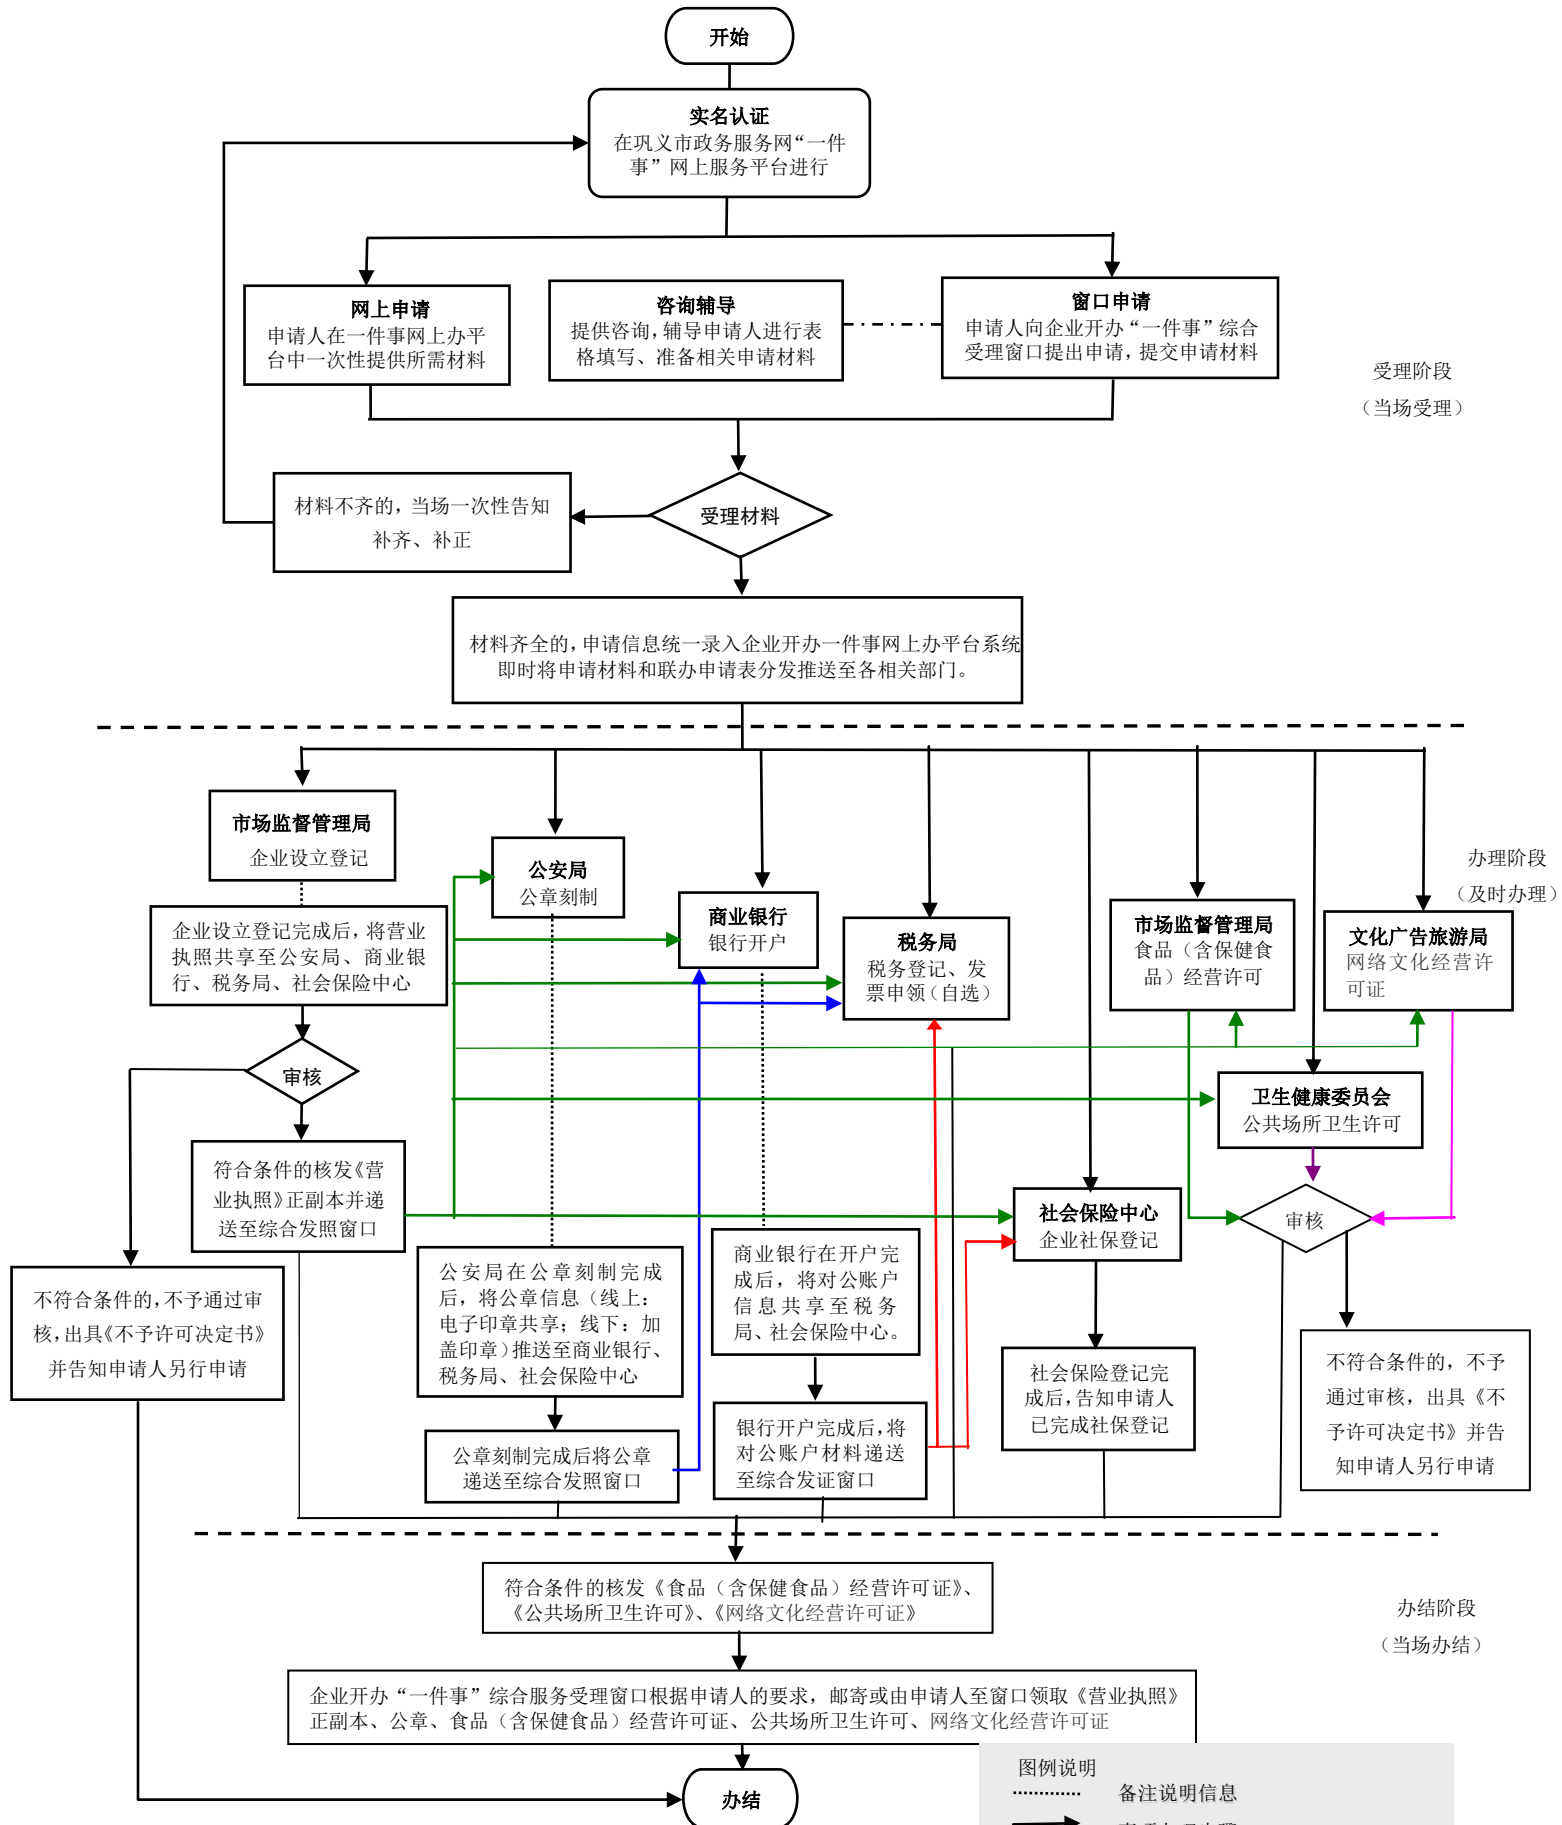 开始
实名认证
在巩义市政务服务网“一件
事”网上服务平台进行
网上申请
申请人在一件事网上办平
台中一次性提供所需材料
咨询辅导
提供咨询,辅导申请人进行表
格填写、准备相关申请材料
窗口申请
申请人向企业开办“一件事”综合
受理窗口提出申请,提交申请材料
受理阶段
（当场受理）
材料不齐的,当场一次性告知
补齐、补正
受理材料
材料齐全的,申请信息统一录入企业开办一件事网上办平台系统
即时将申请材料和联办申请表分发推送至各相关部门。
市场监督管理局
企业设立登记
公安局
公章刻制
商业银行
银行开户
税务局
税务登记、发
票申领（自选）
市场监督管理局
食品（含保健食
品）经营许可
文化广告旅游局
网络文化经营许
可证
办理阶段
（及时办理）
企业设立登记完成后,将营业
执照共享至公安局、商业银
行、税务局、社会保险中心
审核
卫生健康委员会
公共场所卫生许可
符合条件的核发《营
业执照》正副本并递
送至综合发照窗口
社会保险中心
企业社保登记
审核
不符合条件的,不予通过审
核,出具《不予许可决定书》
并告知申请人另行申请
公安局在公章刻制完成
后，将公章信息（线上：
电子印章共享；线下：加
盖印章）推送至商业银行、
税务局、社会保险中心
商业银行在开户完
成后，将对公账户
信息共享至税务
局、社会保险中心。
社会保险登记完
成后,告知申请人
已完成社保登记
不符合条件的，不予
通过审核，出具《不
予许可决定书》并告
知申请人另行申请
公章刻制完成后将公章
递送至综合发照窗口
银行开户完成后,将
对公账户材料递送
至综合发证窗口
符合条件的核发《食品（含保健食品）经营许可证》、
《公共场所卫生许可》、《网络文化经营许可证》
办结阶段
（当场办结）
企业开办“一件事”综合服务受理窗口根据申请人的要求，邮寄或由申请人至窗口领取《营业执照》
正副本、公章、食品（含保健食品）经营许可证、公共场所卫生许可、网络文化经营许可证
办结
图例说明
备注说明信息